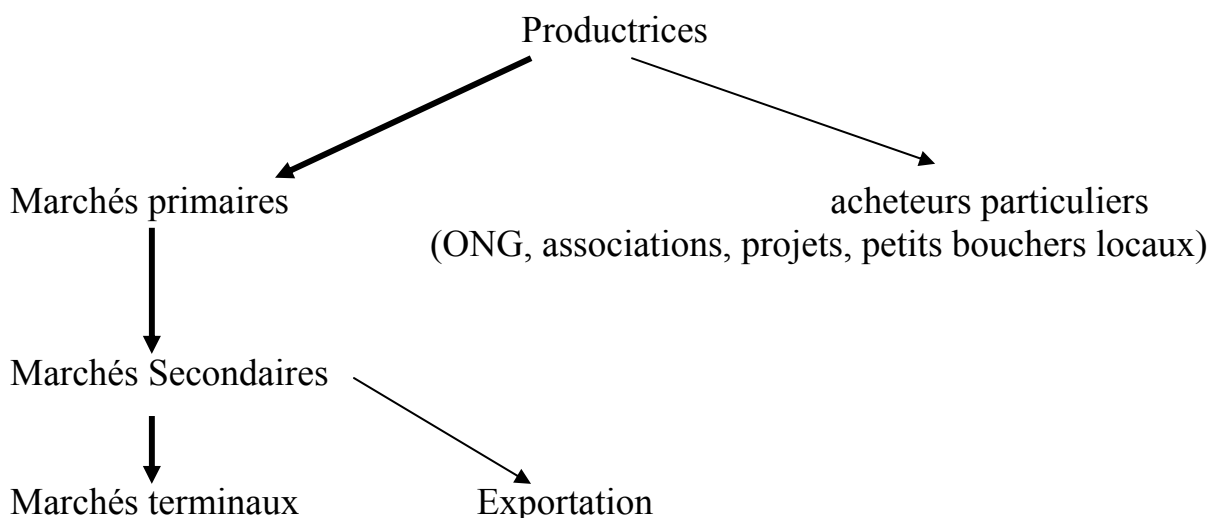 Productrices
Marchés primaires
acheteurs particuliers
(ONG, associations, projets, petits bouchers locaux)
Marchés Secondaires
Marchés terminaux
Exportation